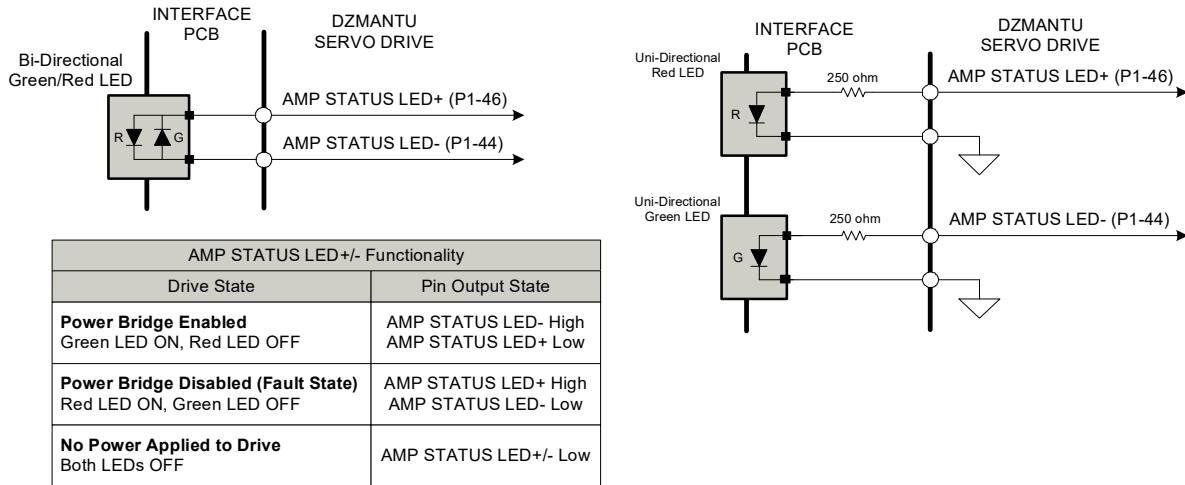 INTERFACE
PCB
DZMANTU
SERVO DRIVE
Bi-Directional
Green/Red LED
AMP STATUS LED+ (P1-46)
R
G
AMP STATUS LED- (P1-44)
INTERFACE
PCB
DZMANTU
SERVO DRIVE
Uni-Directional
Red LED
250 ohm
AMP STATUS LED+ (P1-46)
R
Uni-Directional
Green LED
250 ohm
AMP STATUS LED- (P1-44)
G
AMP STATUS LED+/- Functionality
Drive State
Pin Output State
Power Bridge Enabled
Green LED ON, Red LED OFF
AMP STATUS LED- High
AMP STATUS LED+ Low
Power Bridge Disabled (Fault State)
Red LED ON, Green LED OFF
AMP STATUS LED+ High
AMP STATUS LED- Low
No Power Applied to Drive
Both LEDs OFF
AMP STATUS LED+/- Low